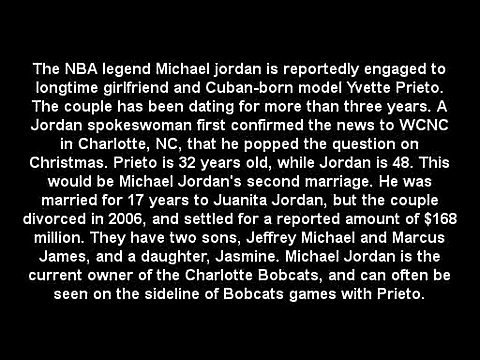 The NBA legend Michael jordan is reportedly engaged to
longtime girlfriend and Cuban-born model Yvette Prieto.
The couple has been dating for more than three years. A
Jordan spokeswoman first confirmed the news to WCNC
in Charlotte, NC, that he popped the question on
Christmas. Prieto is 32 years old, while Jordan is 48. This
would be Michael Jordan's second marriage. He was
married for 17 years to Juanita Jordan, but the couple
divorced in 2006, and settled for a reported amount of $168
million. They have two sons, Jeffrey Michael and Marcus
James, and a daughter, Jasmine. Michael Jordan is the
current owner of the Charlotte Bobcats, and can often be
seen on the sideline of Bobcats games with Prieto.